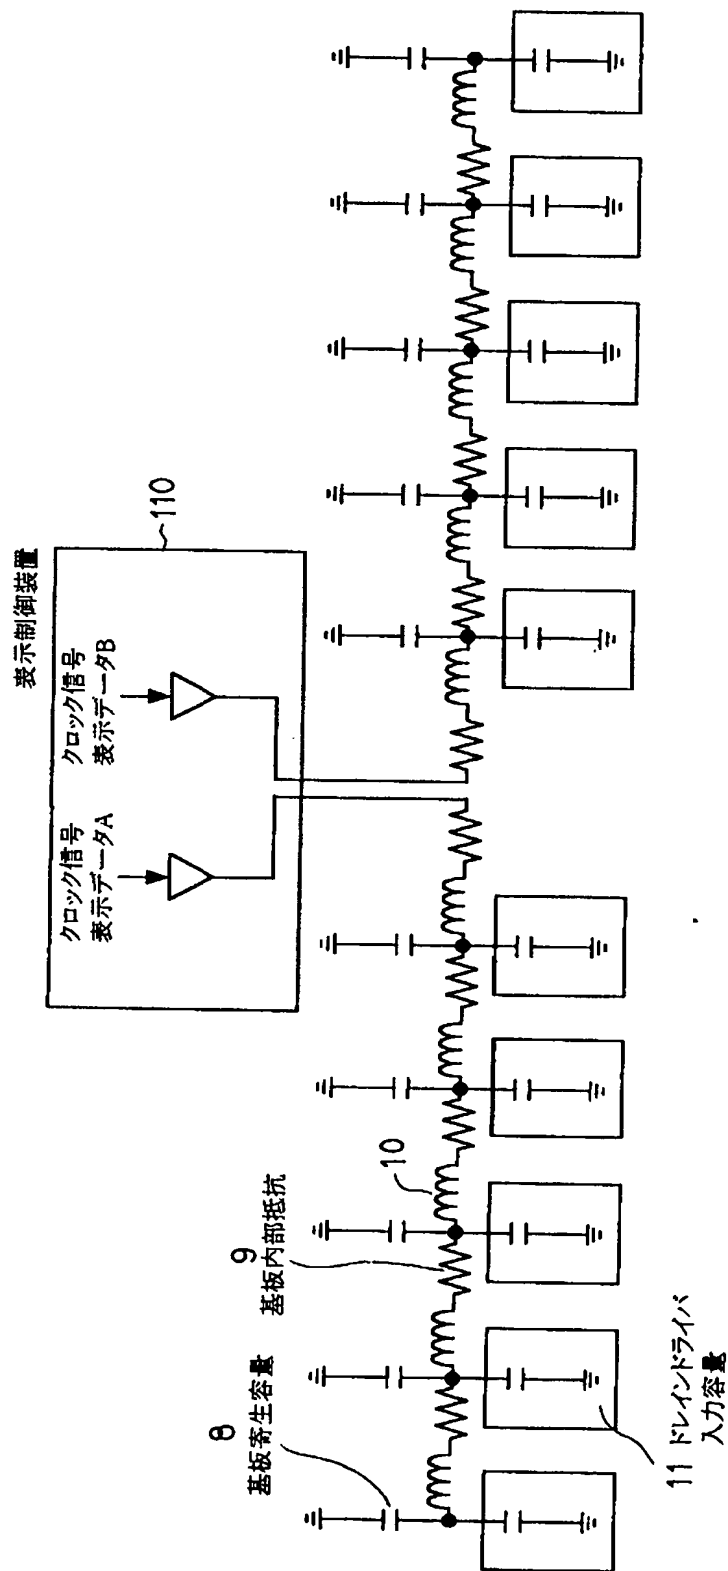 表示制御装置
110
クロック信号
表示データA
クロック信号
表示データB
8
基板寄生容量
9
基板内部抵抗
10
11 ドレインドライバ
入力容量